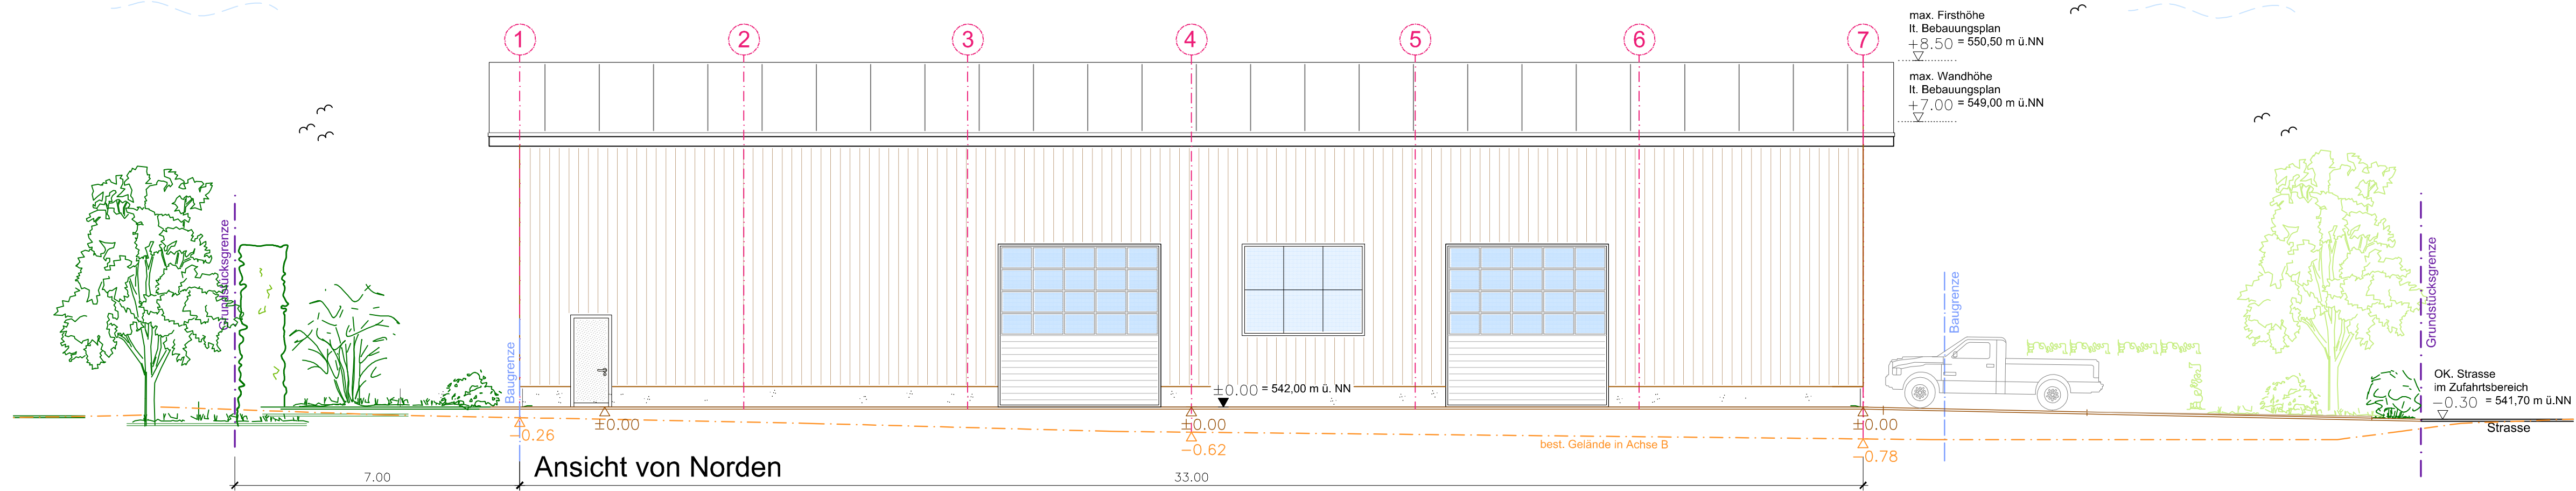 1
2
3
4
5
6
7
max. Firsthöhe
lt. Bebauungsplan
+8.50 = 550,50 m ü.NN
max. Wandhöhe
lt. Bebauungsplan
+7.00 = 549,00 m ü.NN
Grundstücksgrenze
Baugrenze
±0.00 = 542,00 m ü. NN
Baugrenze
Grundstücksgrenze
OK. Strasse
im Zufahrtsbereich
-0.30 = 541,70 m ü.NN
Strasse
±0.00
±0.00
±0.00
-0.26
-0.62
best. Gelände in Achse B
-0.78
Ansicht von Norden
7.00
33.00